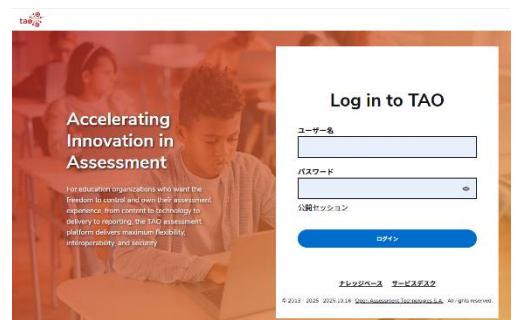 tao
Accelerating
Innovation in
Assessment
For education organizations who want the
freedom to control and own their assessment
experience, from content to technology to
delivery to reporting, the TAO assessment
platform delivers maximum flexibility,
interoperability, and security
Log in to TAO
ユーザー名
パスワード
公開セッション
ログイン
ナレッジベース サービスデスク
© 2013 - 2025 · 2025.10.18 · Open Assessment Technologies S.A. · All rights reserved.